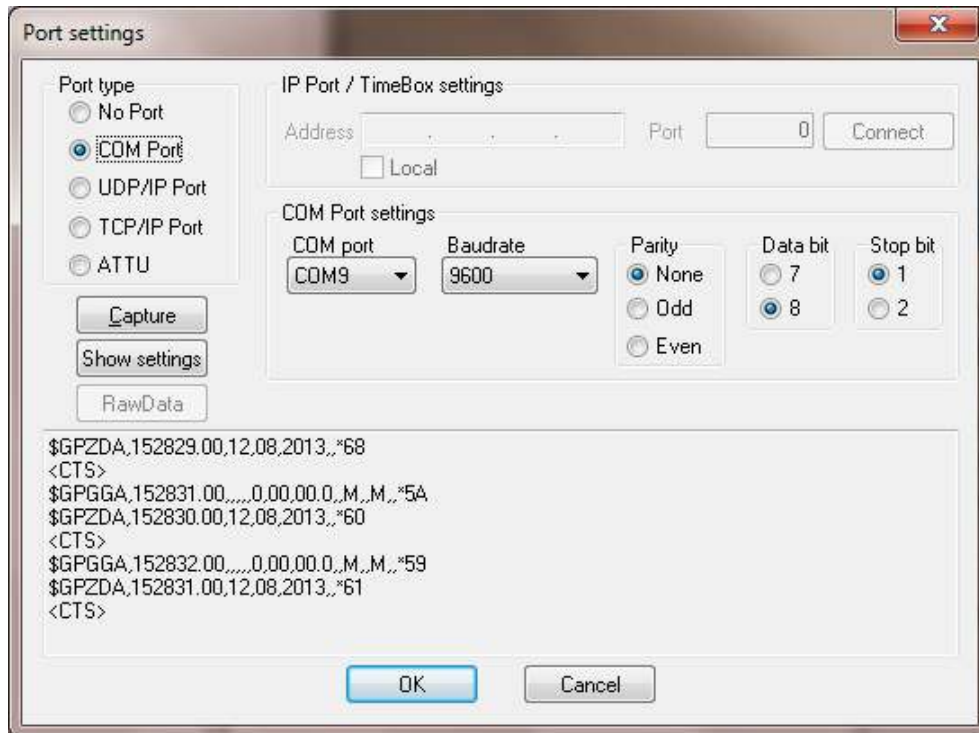 Port settings
Port type
No Port
COM Port
UDP/IP Port
TCP/IP Port
ATTU
Capture
Show settings
RawData
IP Port / TimeBox settings
Address . . . Port 0 Connect
Local
COM Port settings
COM port
COM9
Baudrate
9600
Parity
None
Odd
Even
Data bit
7
8
Stop bit
1
2
$GPZDA,152829.00,12,08,2013,,*68
<CTS>
$GPGGA,152831.00,,,,,0,00,00.0,,M,,M,,*5A
$GPZDA,152830.00,12,08,2013,,*60
<CTS>
$GPGGA,152832.00,,,,,0,00,00.0,,M,,M,,*59
$GPZDA,152831.00,12,08,2013,,*61
<CTS>
OK
Cancel